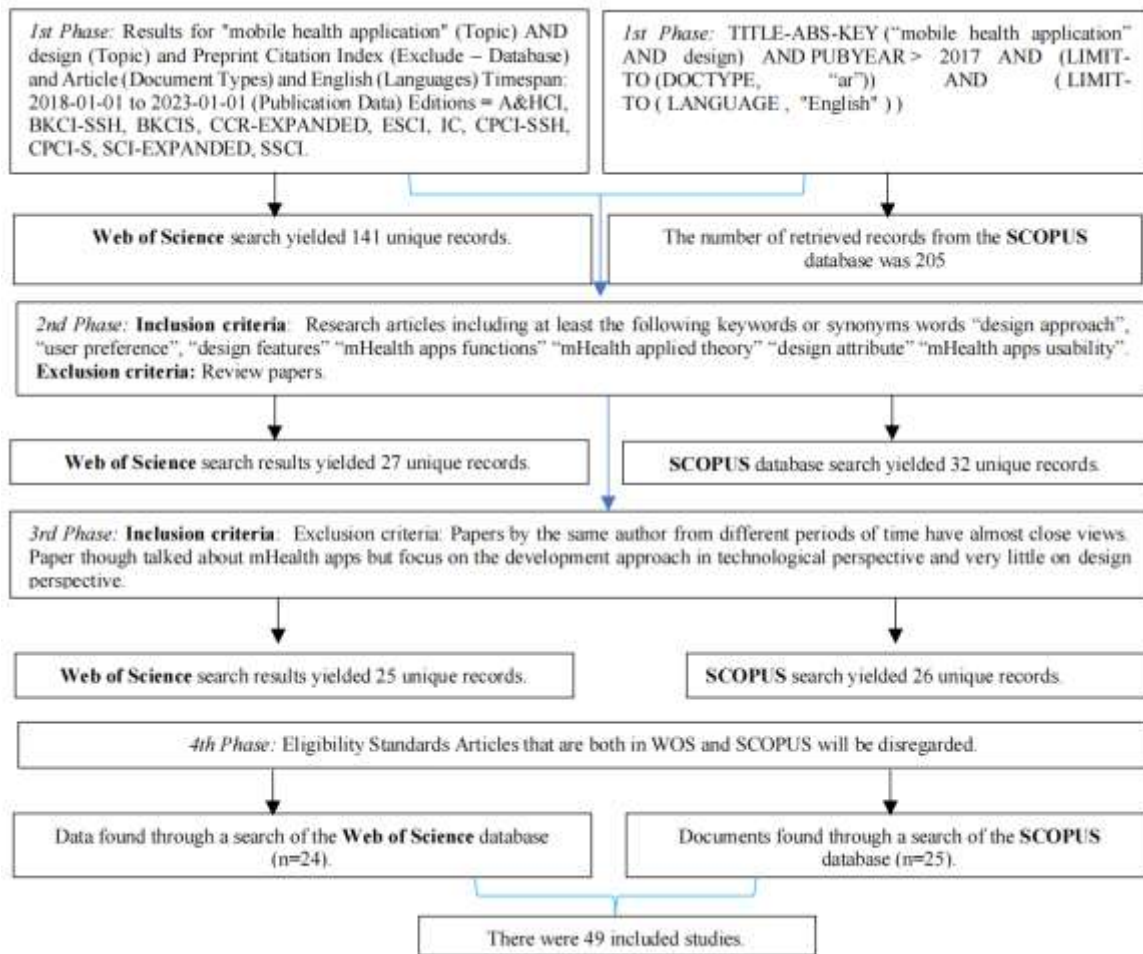 1st Phase: Results for "mobile health application" (Topic) AND
design (Topic) and Preprint Citation Index (Exclude – Database)
and Article (Document Types) and English (Languages) Timespan:
2018-01-01 to 2023-01-01 (Publication Data) Editions = A&HCI,
BKCI-SSH, BKCIS, CCR-EXPANDED, ESCI, IC, CPCI-SSH,
CPCI-S, SCI-EXPANDED, SSCI.
1st Phase: TITLE-ABS-KEY (“mobile health application”
AND design) AND PUBYEAR > 2017 AND (LIMIT-
TO (DOCTYPE, “ar”)) AND ( LIMIT-
TO ( LANGUAGE , "English" ) )
Web of Science search yielded 141 unique records.
The number of retrieved records from the SCOPUS
database was 205
2nd Phase: Inclusion criteria: Research articles including at least the following keywords or synonyms words “design approach”,
“user preference”, “design features” “mHealth apps functions” “mHealth applied theory” “design attribute” “mHealth apps usability”.
Exclusion criteria: Review papers.
Web of Science search results yielded 27 unique records.
SCOPUS database search yielded 32 unique records.
3rd Phase: Inclusion criteria: Exclusion criteria: Papers by the same author from different periods of time have almost close views.
Paper though talked about mHealth apps but focus on the development approach in technological perspective and very little on design
perspective.
Web of Science search results yielded 25 unique records.
SCOPUS search yielded 26 unique records.
4th Phase: Eligibility Standards Articles that are both in WOS and SCOPUS will be disregarded.
Data found through a search of the Web of Science database
(n=24).
Documents found through a search of the SCOPUS
database (n=25).
There were 49 included studies.